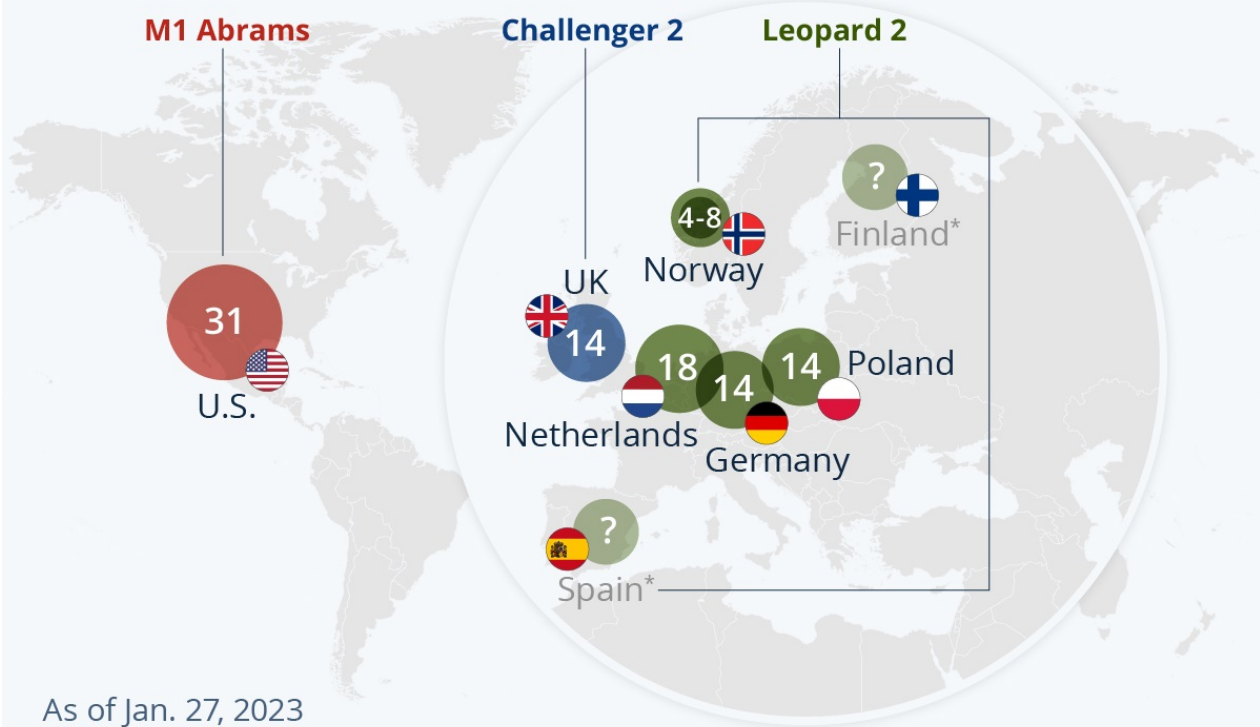 M1 Abrams
Challenger 2
Leopard 2
?
Finland*
4-8
Norway
UK
31
14
18
14
14
Poland
U.S.
Netherlands
Germany
?
Spain*
As of Jan. 27, 2023